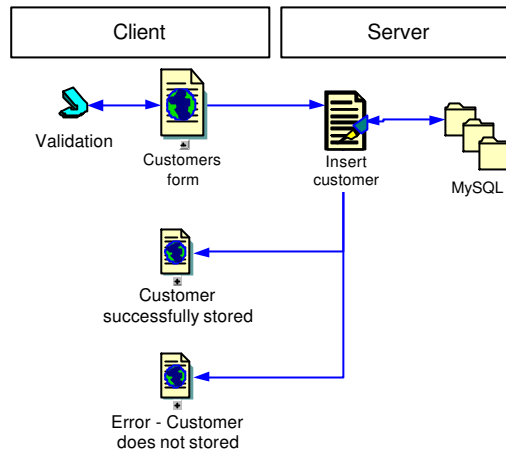 Client
Server
Validation
Customers
form
Insert
customer
MySQL
Customer
successfully stored
Error - Customer
does not stored